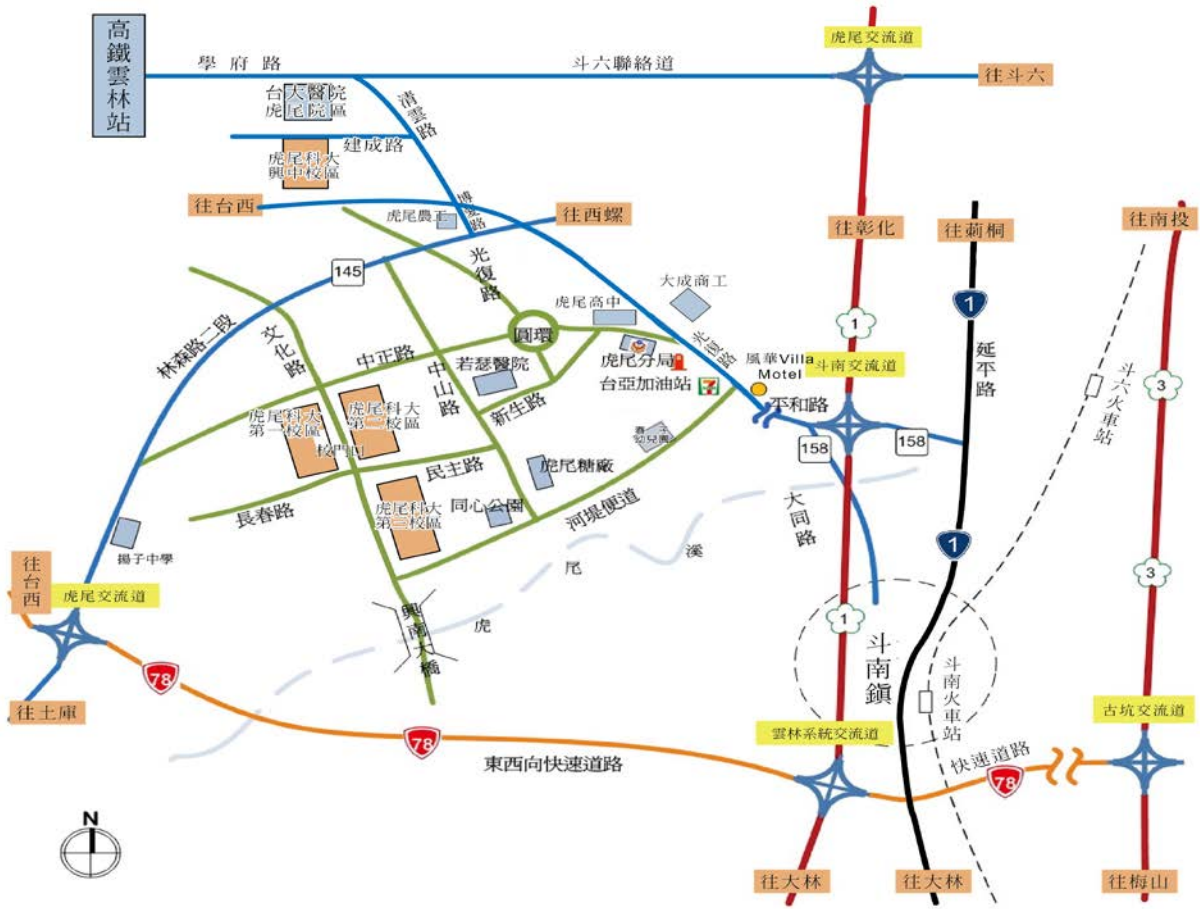 高鐵雲林站
學府路
斗六聯絡道
虎尾交流道
往斗六
台大醫院
虎尾院區
清雲路
建成路
虎尾科大
興中校區
往台西
虎尾農工
博愛路
往西螺
往彰化
往莿桐
往南投
145
光復路
大成商工
1
虎尾高中
1
圓環
光復路
延平路
林森路二段
文化路
中正路
中山路
若瑟醫院
虎尾分局
風華Villa
Motel
斗南交流道
斗六火車站
3
台亞加油站
7
新生路
平和路
虎尾科大
第一校區
校門口
虎尾科大
第二校區
158
158
幼兒園
民主路
虎尾糖廠
長春路
虎尾科大
第三校區
同心公園
河堤便道
大同路
揚子中學
虎尾溪
1
3
往台西
虎尾交流道
興南大橋
1
斗南鎮
斗南火車站
78
往土庫
古坑交流道
78
雲林系統交流道
東西向快速道路
快速道路
78
N
往大林
往大林
往梅山